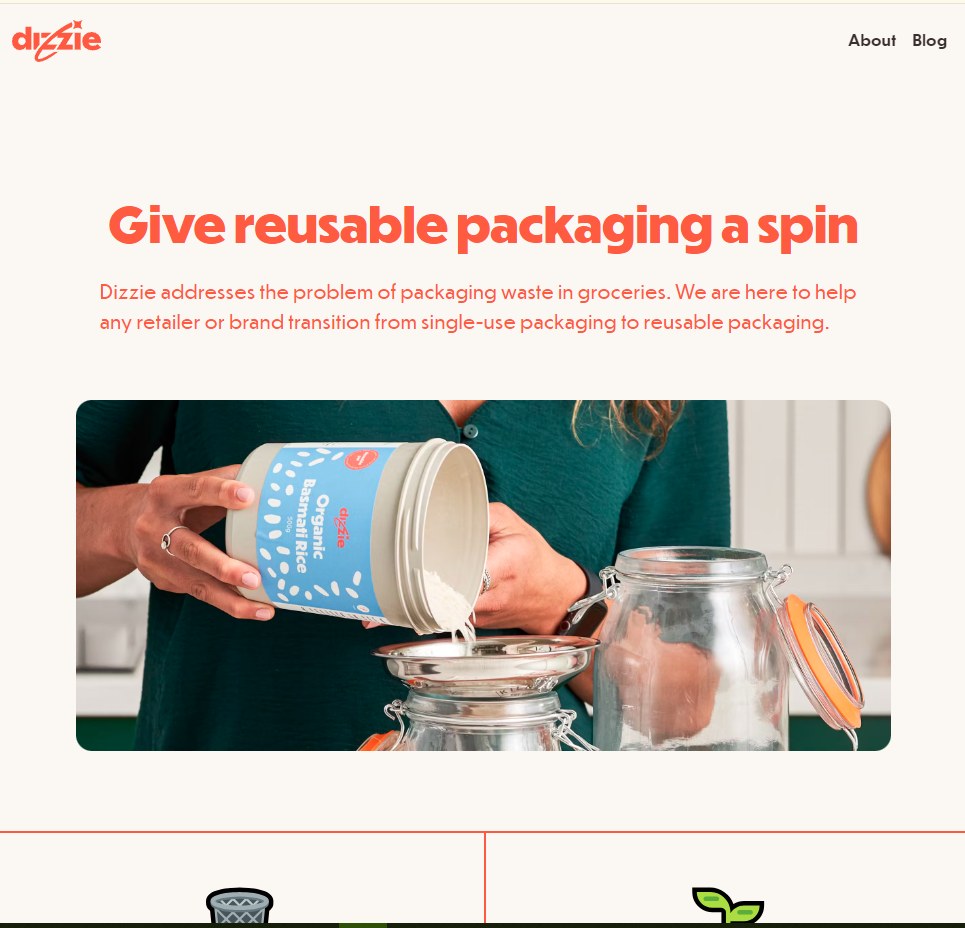 dizzie
About Blog
Give reusable packaging a spin
Dizzie addresses the problem of packaging waste in groceries. We are here to help
any retailer or brand transition from single-use packaging to reusable packaging.
dizzie
Organic
Basmati Rice
500g